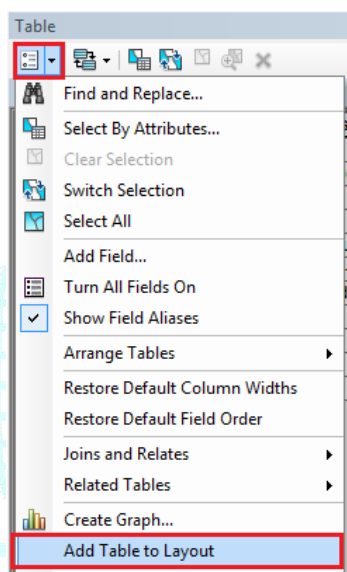 Table
Find and Replace...
Select By Attributes...
Clear Selection
Switch Selection
Select All
Add Field...
Turn All Fields On
Show Field Aliases
Arrange Tables
Restore Default Column Widths
Restore Default Field Order
Joins and Relates
Related Tables
Create Graph...
Add Table to Layout